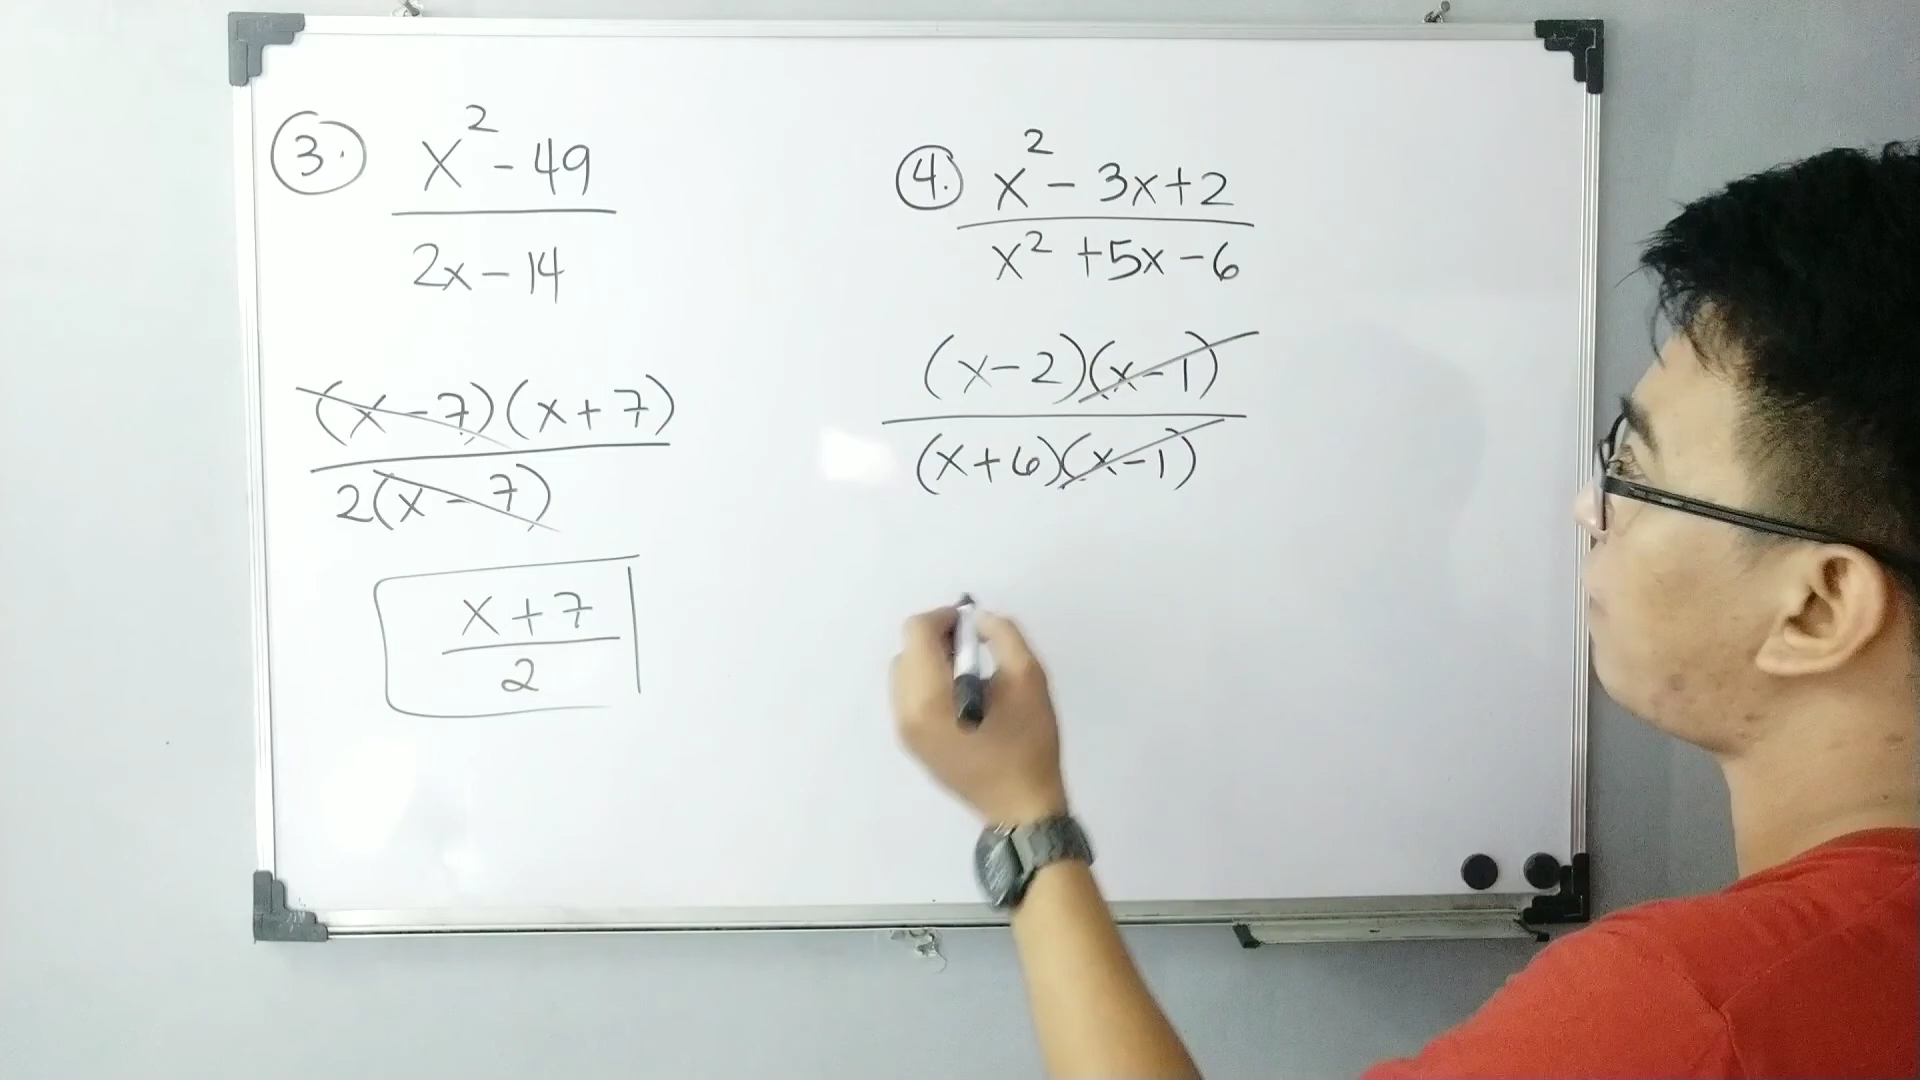 3.
x² - 49
2x - 14
(x - 7)(x + 7)
2(x - 7)
x + 7
2
4.
x² - 3x + 2
x² + 5x - 6
(x - 2)(x - 1)
(x + 6)(x - 1)